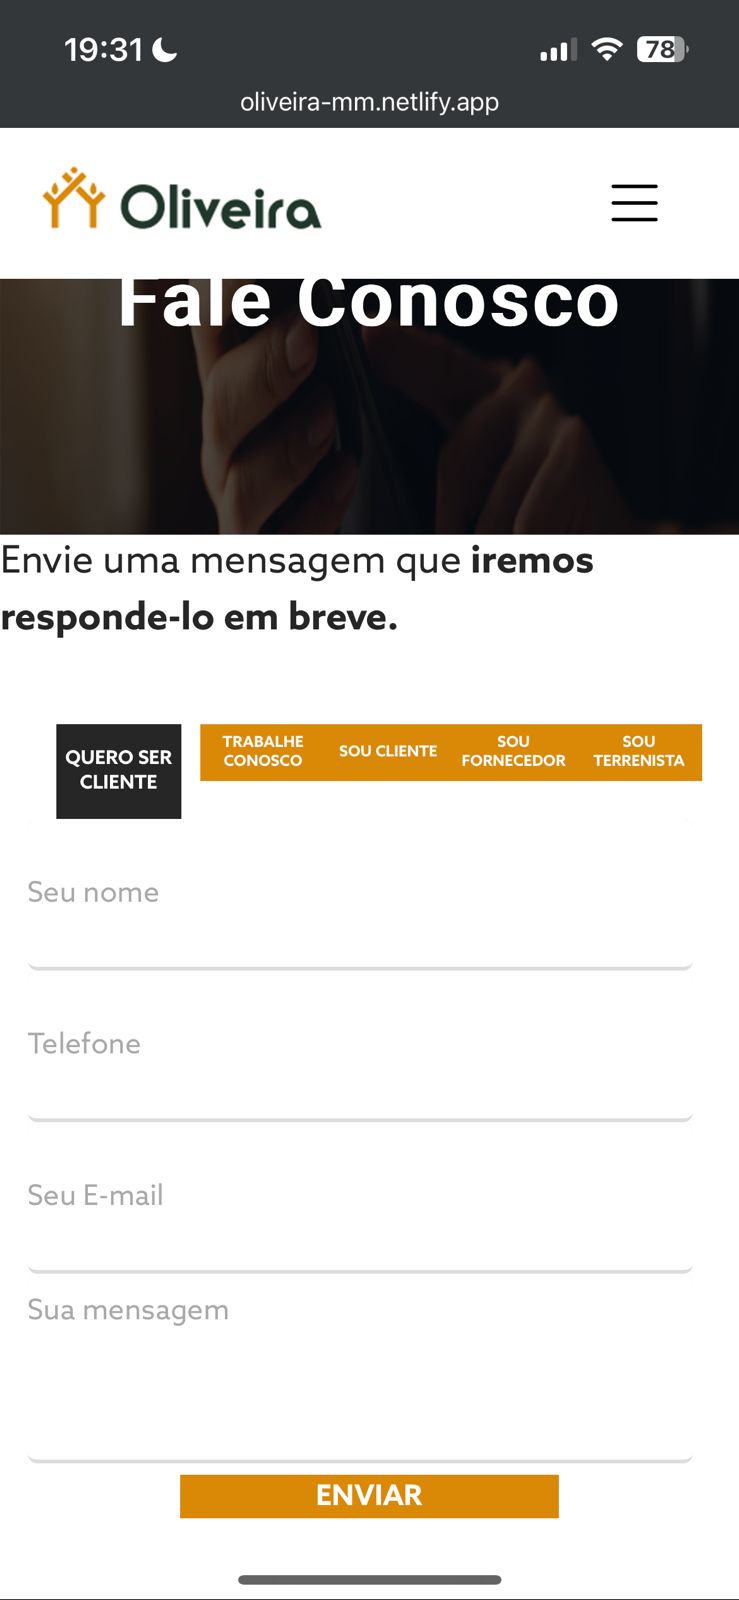 19:31
78
oliveira-mm.netlify.app
Oliveira
Fale Conosco
Envie uma mensagem que iremos
responde-lo em breve.
QUERO SER
CLIENTE
TRABALHE
CONOSCO
SOU CLIENTE
SOU
FORNECEDOR
SOU
TERRENISTA
Seu nome
Telefone
Seu E-mail
Sua mensagem
ENVIAR